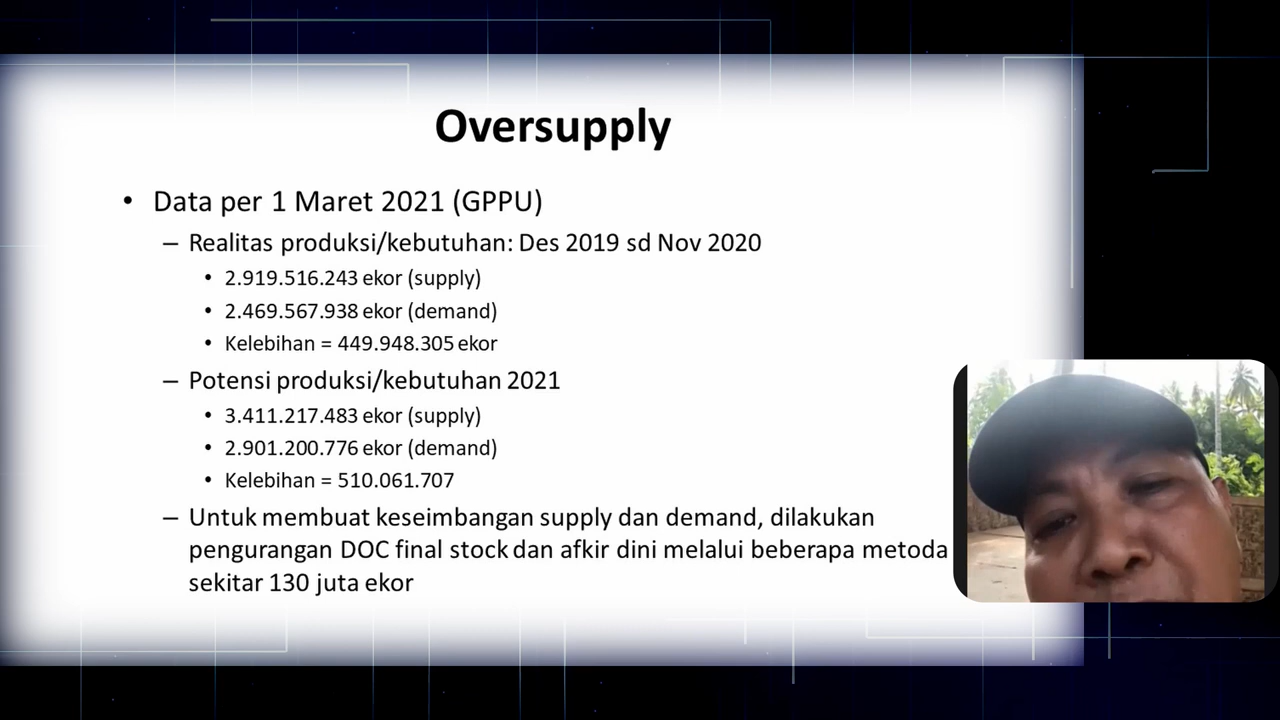 Oversupply
• Data per 1 Maret 2021 (GPPU)
– Realitas produksi/kebutuhan: Des 2019 sd Nov 2020
• 2.919.516.243 ekor (supply)
• 2.469.567.938 ekor (demand)
• Kelebihan = 449.948.305 ekor
– Potensi produksi/kebutuhan 2021
• 3.411.217.483 ekor (supply)
• 2.901.200.776 ekor (demand)
• Kelebihan = 510.061.707
– Untuk membuat keseimbangan supply dan demand, dilakukan
pengurangan DOC final stock dan afkir dini melalui beberapa metoda
sekitar 130 juta ekor